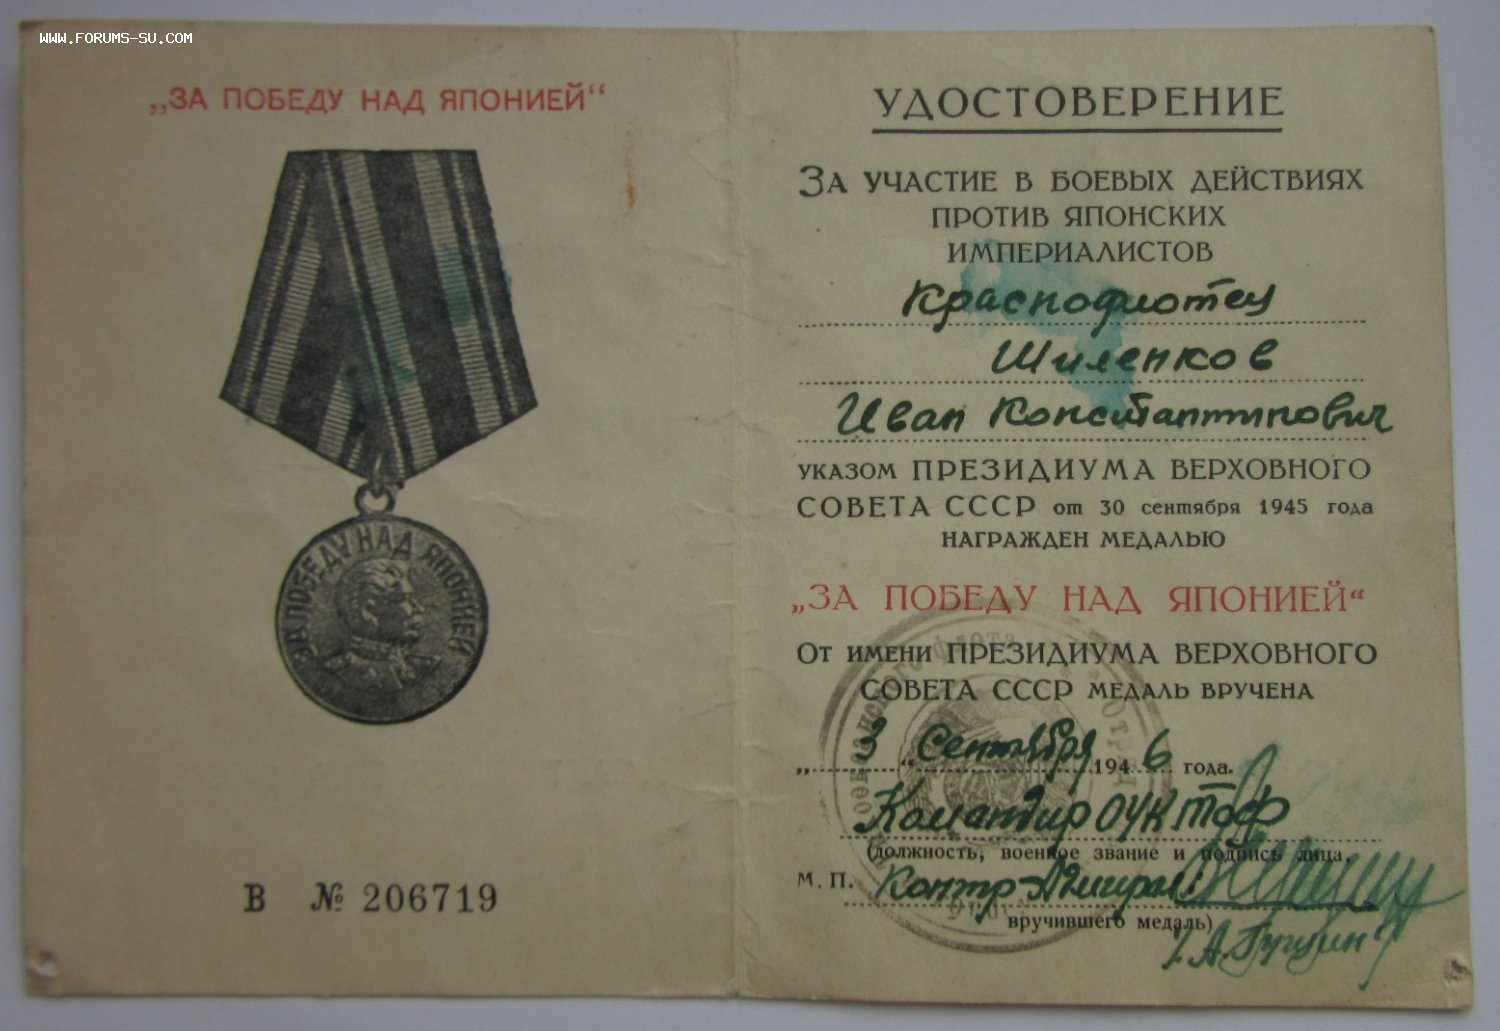 WWW.FORUMS-SU.COM
„ЗА ПОБЕДУ НАД ЯПОНИЕЙ“
ЗА ПОБЕДУ НАД ЯПОНИЕЙ
В № 206719
УДОСТОВЕРЕНИЕ
ЗА УЧАСТИЕ В БОЕВЫХ ДЕЙСТВИЯХ
ПРОТИВ ЯПОНСКИХ
ИМПЕРИАЛИСТОВ
Краснофлотец
Шиленков
Иван Константинович
УКАЗОМ ПРЕЗИДИУМА ВЕРХОВНОГО
СОВЕТА СССР от 30 сентября 1945 года
НАГРАЖДЕН МЕДАЛЬЮ
„ЗА ПОБЕДУ НАД ЯПОНИЕЙ“
ОТ ИМЕНИ ПРЕЗИДИУМА ВЕРХОВНОГО
СОВЕТА СССР МЕДАЛЬ ВРУЧЕНА
„3 „ Сентября 1946 года.
Командир ОУК ТОФ
(должность, военное звание и подпись лица,
М. П. Контр-Адмирал
вручившего медаль)